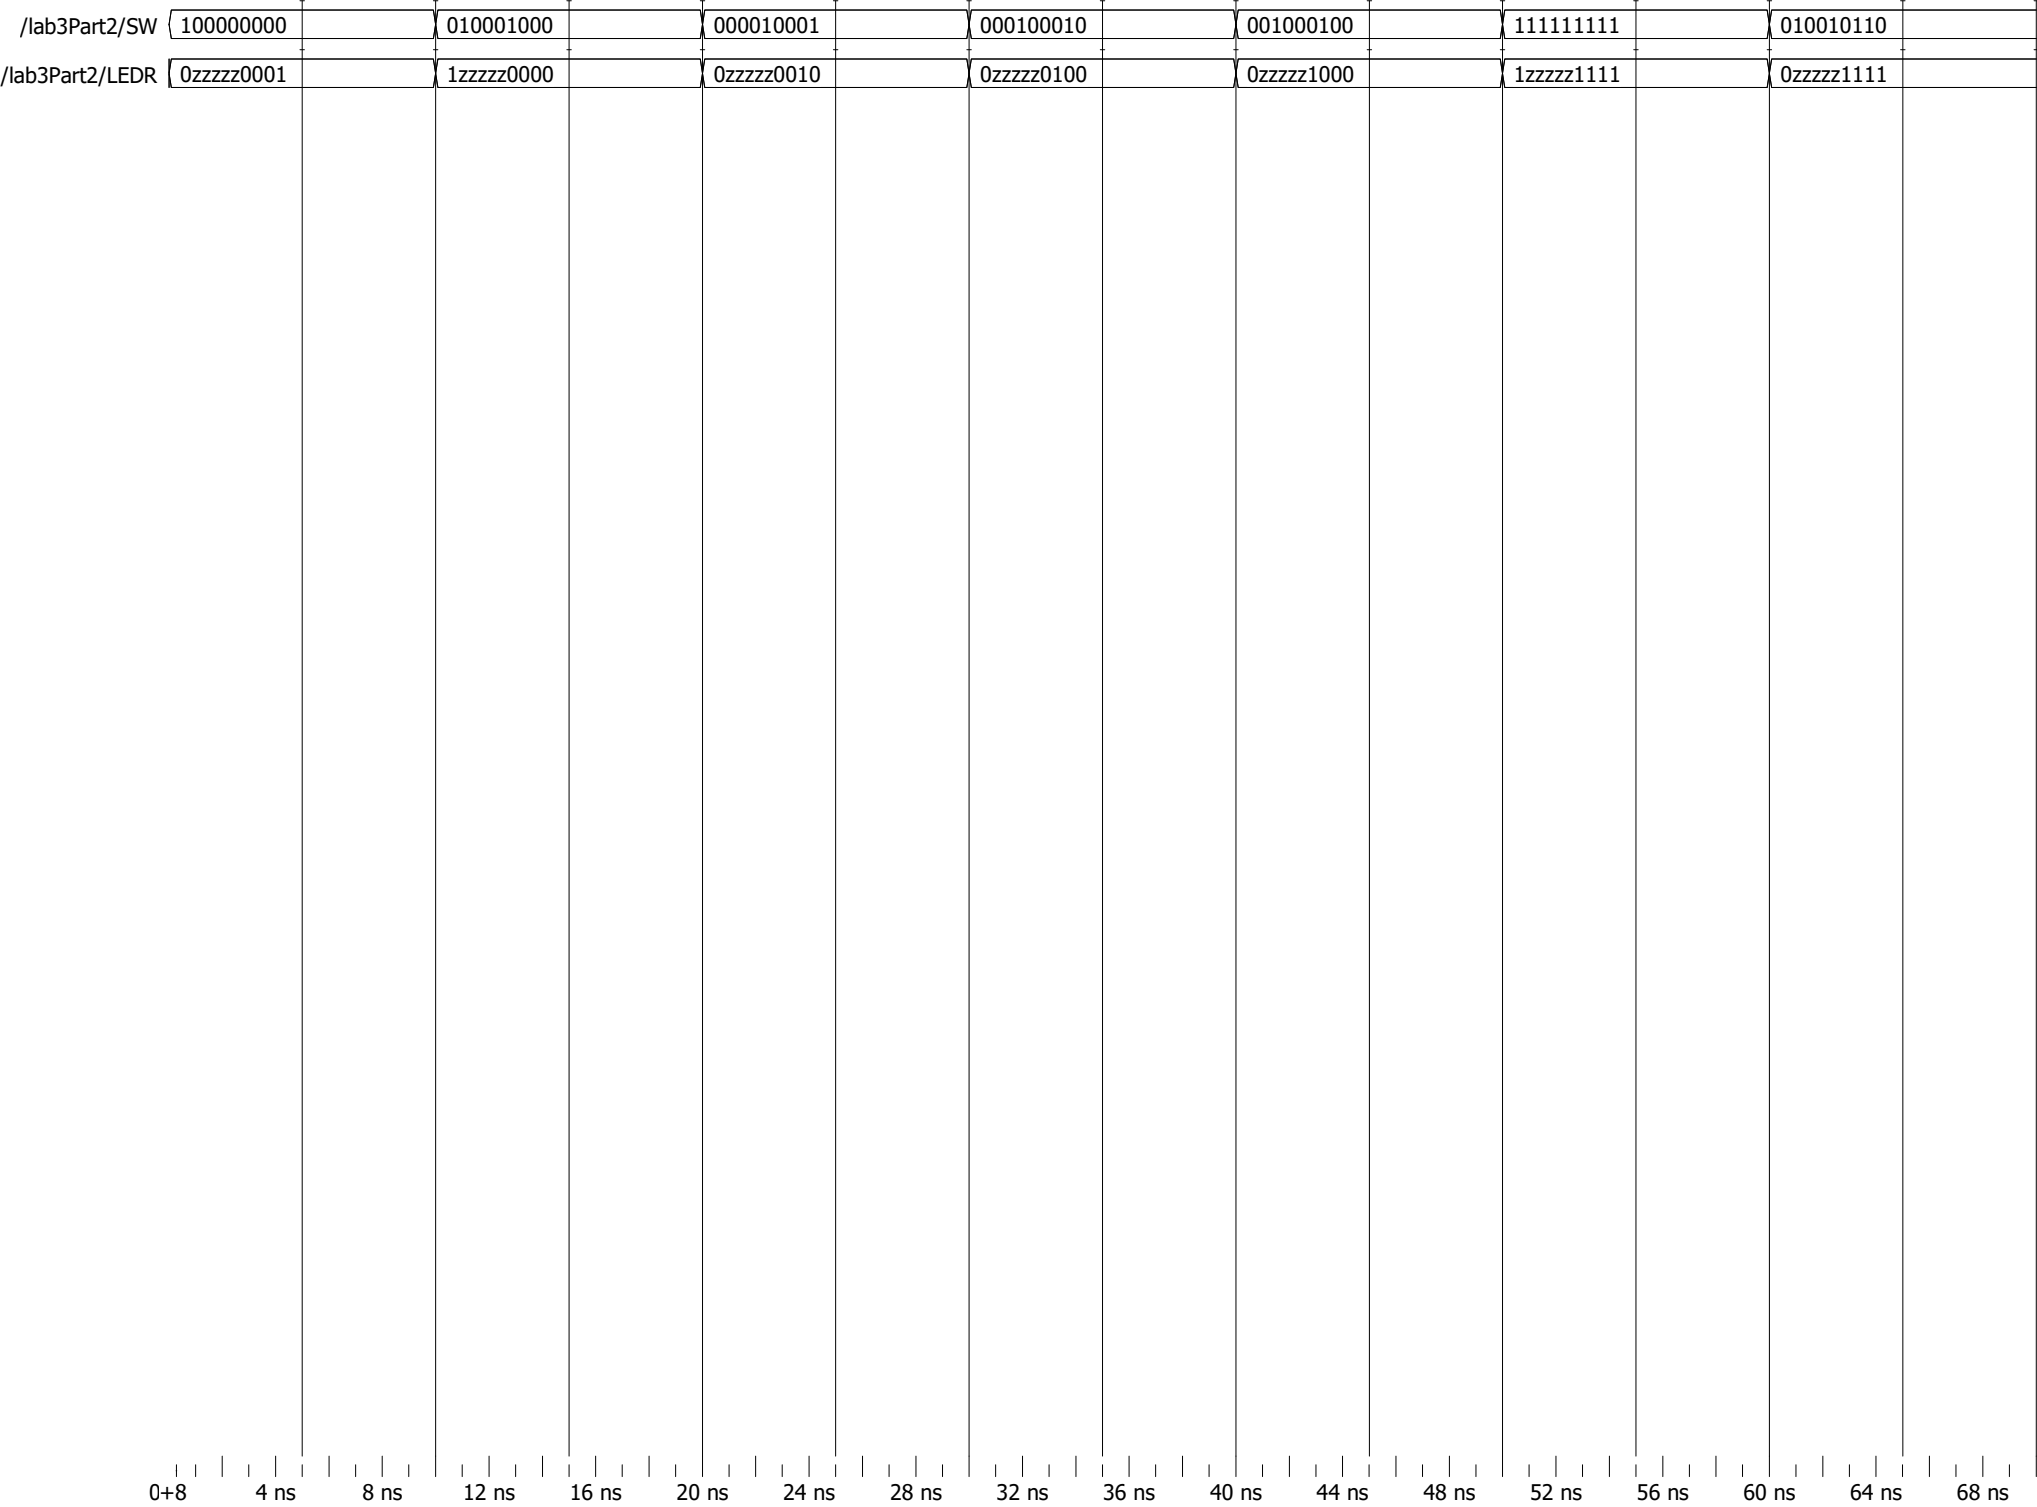 /lab3Part2/SW 100000000 010001000 000010001 000100010 001000100 111111111 010010110
/lab3Part2/LEDR 0zzzzz0001 1zzzzz0000 0zzzzz0010 0zzzzz0100 0zzzzz1000 1zzzzz1111 0zzzzz1111
0+8 4 ns 8 ns 12 ns 16 ns 20 ns 24 ns 28 ns 32 ns 36 ns 40 ns 44 ns 48 ns 52 ns 56 ns 60 ns 64 ns 68 ns